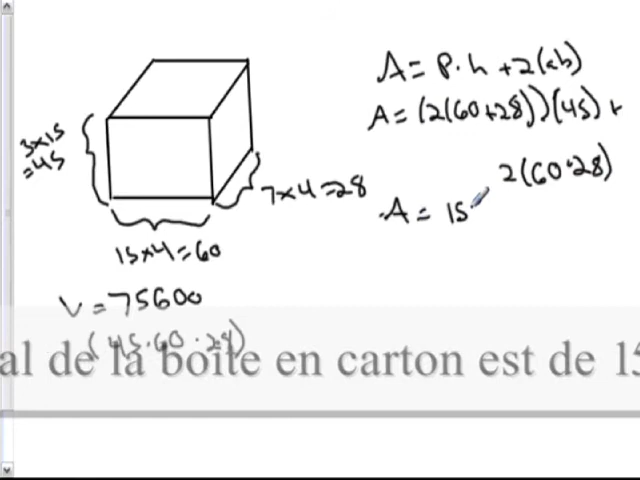 A = P·h + 2(ab)
A = (2(60+28))(45) +
2(60·28)
A = 15
3×15
=45
7×4=28
15×4=60
V = 75600
(45·60·28)
al de la boîte en carton est de 15